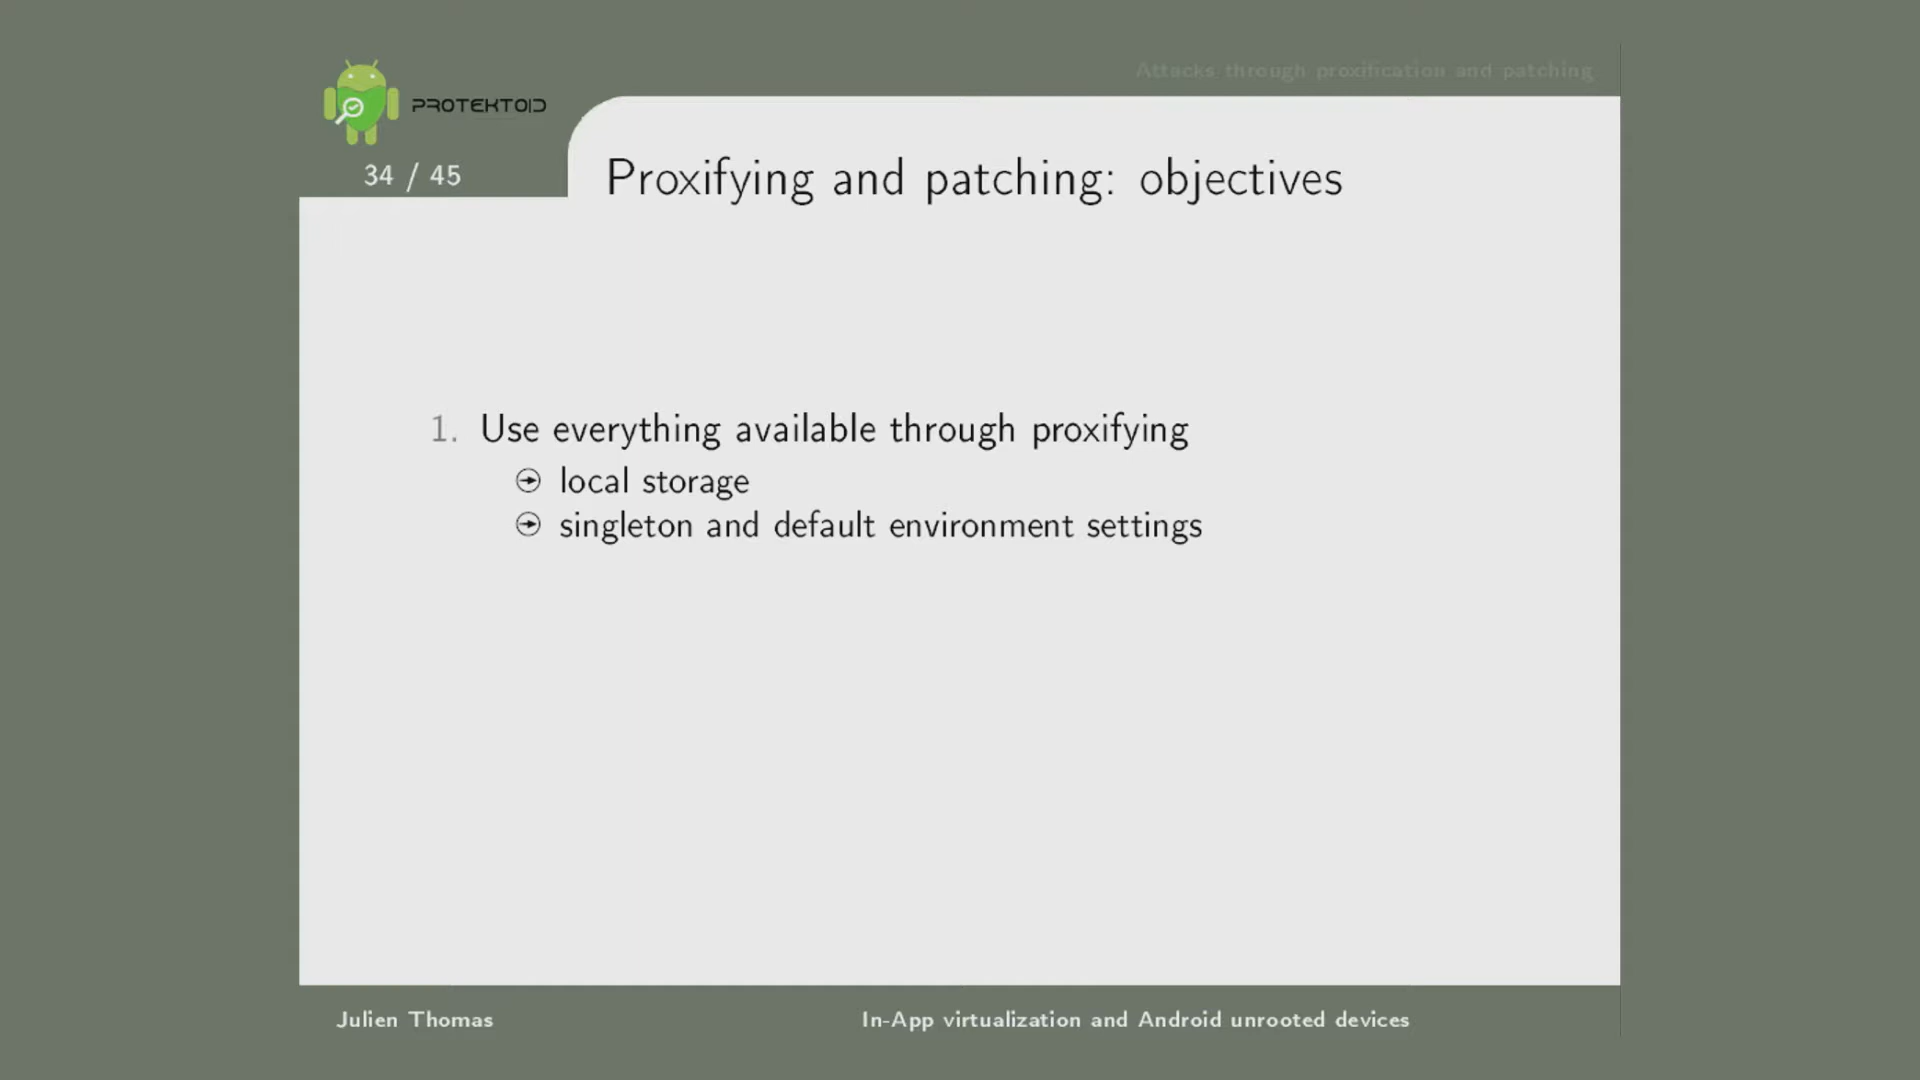 Attacks through proxification and patching
PROTEKTOID
34 / 45
Proxifying and patching: objectives
1. Use everything available through proxifying
local storage
singleton and default environment settings
Julien Thomas
In-App virtualization and Android unrooted devices